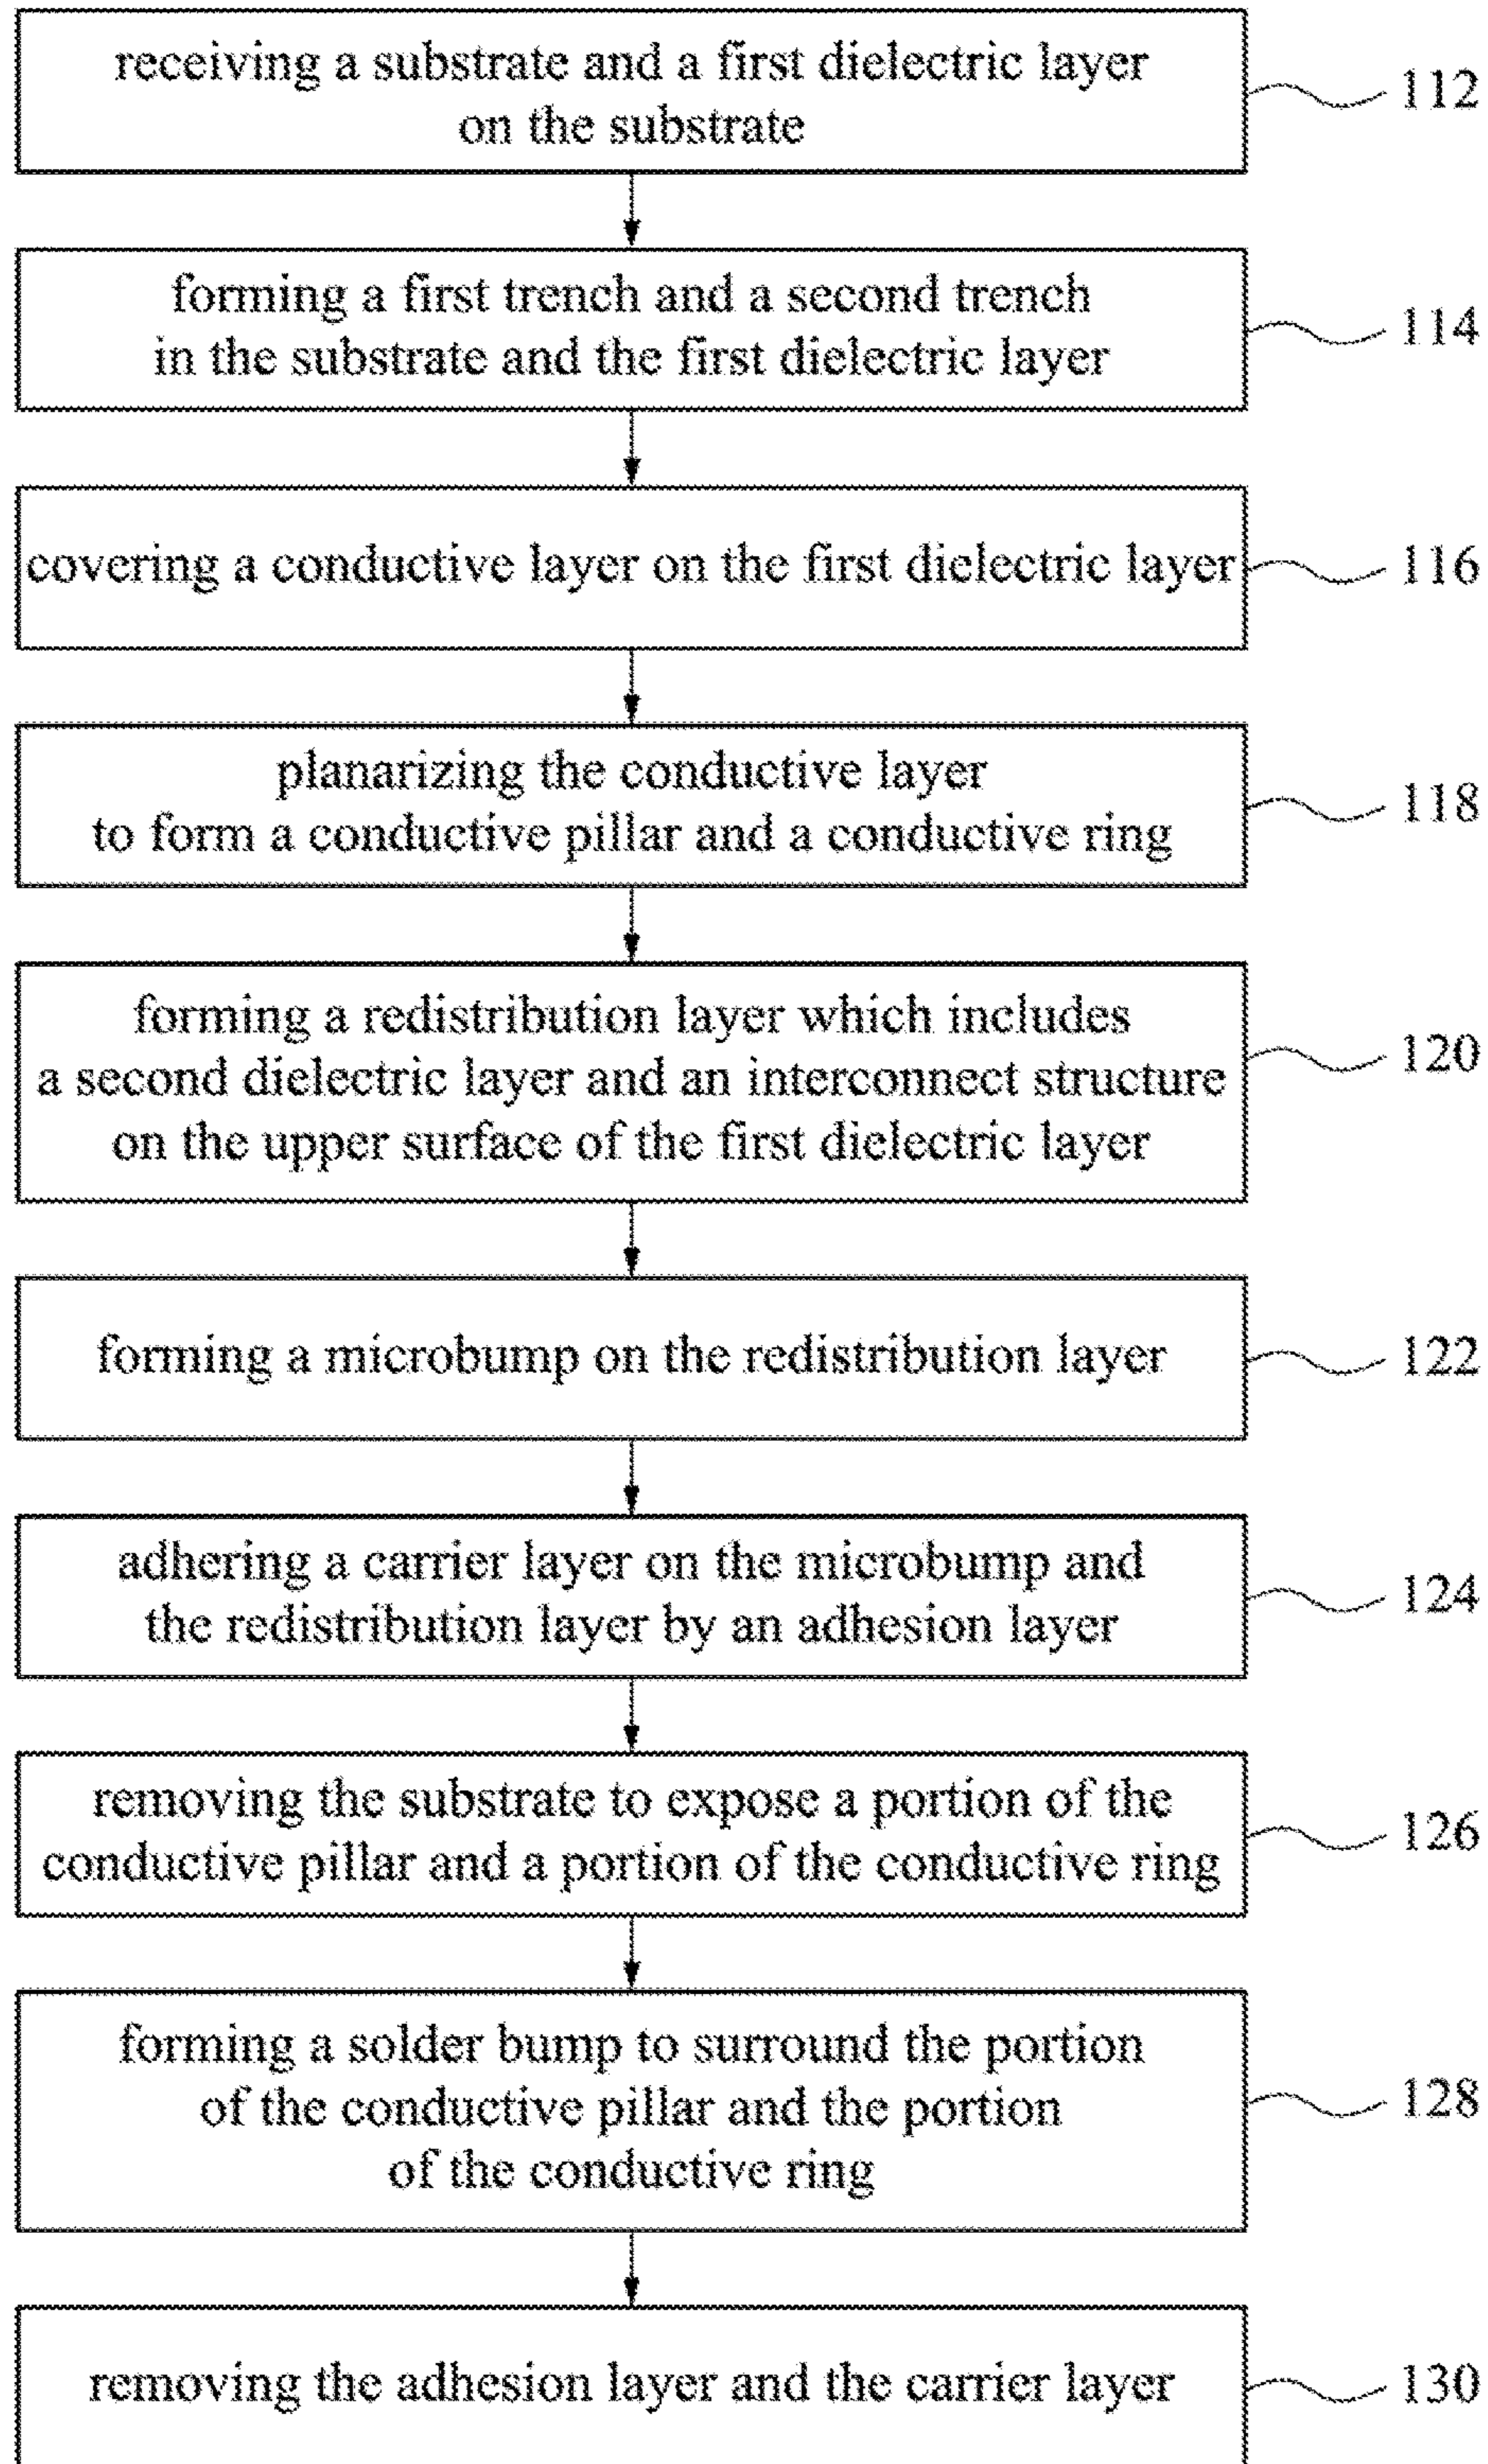 receiving a substrate and a first dielectric layer
on the substrate
112
forming a first trench and a second trench
in the substrate and the first dielectric layer
114
covering a conductive layer on the first dielectric layer
116
planarizing the conductive layer
to form a conductive pillar and a conductive ring
118
forming a redistribution layer which includes
a second dielectric layer and an interconnect structure
on the upper surface of the first dielectric layer
120
forming a microbump on the redistribution layer
122
adhering a carrier layer on the microbump and
the redistribution layer by an adhesion layer
124
removing the substrate to expose a portion of the
conductive pillar and a portion of the conductive ring
126
forming a solder bump to surround the portion
of the conductive pillar and the portion
of the conductive ring
128
removing the adhesion layer and the carrier layer
130